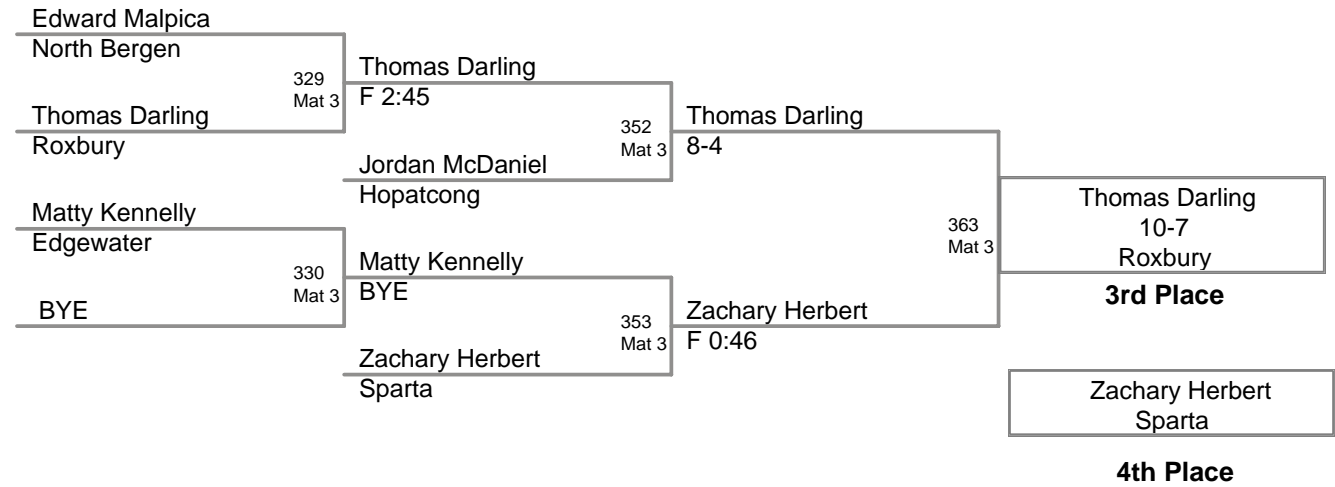 Edward Malpica
North Bergen
329
Mat 3
Thomas Darling
Roxbury
Thomas Darling
F 2:45
Jordan McDaniel
Hopatcong
352
Mat 3
Matty Kennelly
Edgewater
330
Mat 3
BYE
Matty Kennelly
BYE
Zachary Herbert
Sparta
353
Mat 3
Thomas Darling
8-4
Zachary Herbert
F 0:46
363
Mat 3
Thomas Darling
10-7
Roxbury
3rd Place
Zachary Herbert
Sparta
4th Place